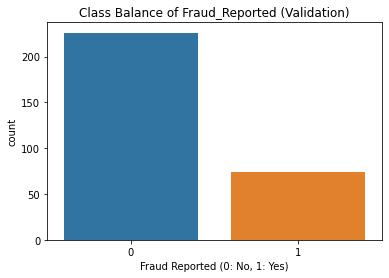 Class Balance of Fraud_Reported (Validation)
200
150
100
50
0
count
0 1
Fraud Reported (0: No, 1: Yes)